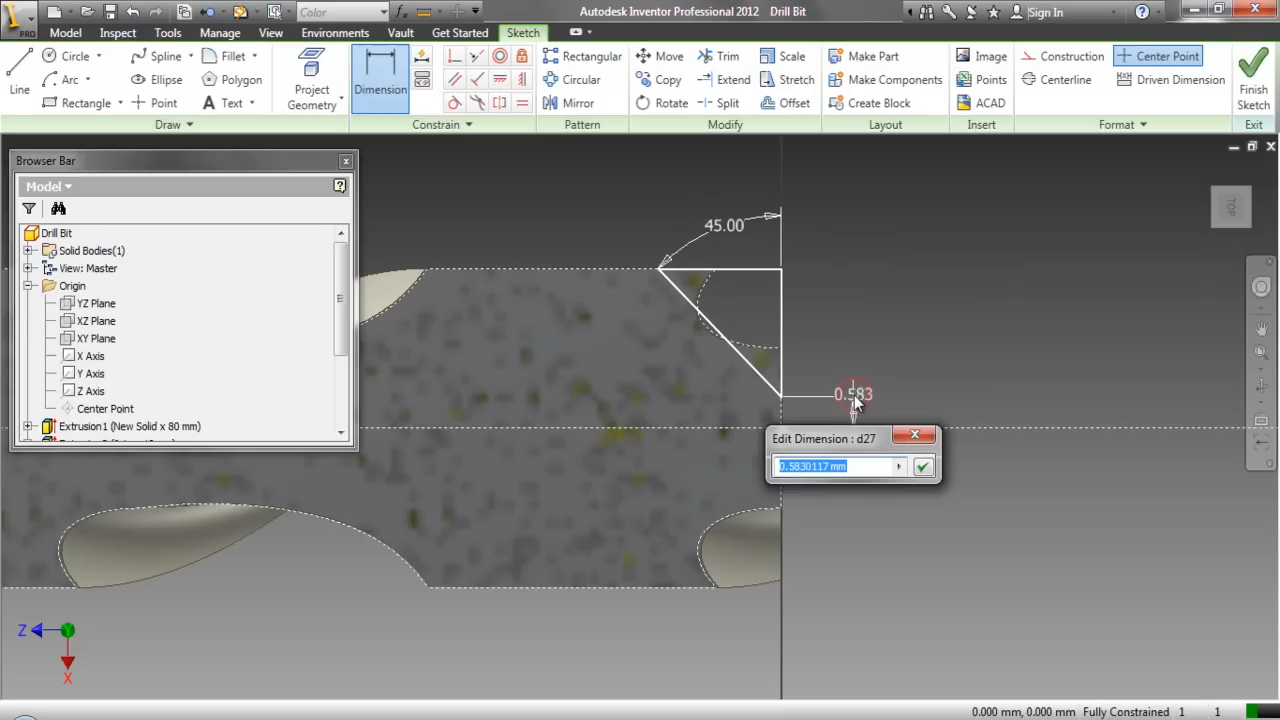 Color
Autodesk Inventor Professional 2012 Drill Bit
Sign In
PRO
Model Inspect Tools Manage View Environments Vault Get Started Sketch
Line
Circle
Spline
Fillet
Arc
Ellipse
Polygon
Rectangle
Point
Text
Draw
Project
Geometry
Dimension
Constrain
Rectangular
Circular
Mirror
Pattern
Move
Trim
Scale
Copy
Extend
Stretch
Rotate
Split
Offset
Modify
Make Part
Make Components
Create Block
Layout
Image
Points
ACAD
Insert
Construction
Center Point
Centerline
Driven Dimension
Format
Finish
Sketch
Exit
Browser Bar
Model
Drill Bit
Solid Bodies(1)
View: Master
Origin
YZ Plane
XZ Plane
XY Plane
X Axis
Y Axis
Z Axis
Center Point
Extrusion1 (New Solid x 80 mm)
45.00
TOP
0.583
Edit Dimension : d27
0.5830117 mm
Z
Y
X
0.000 mm, 0.000 mm Fully Constrained 1 1